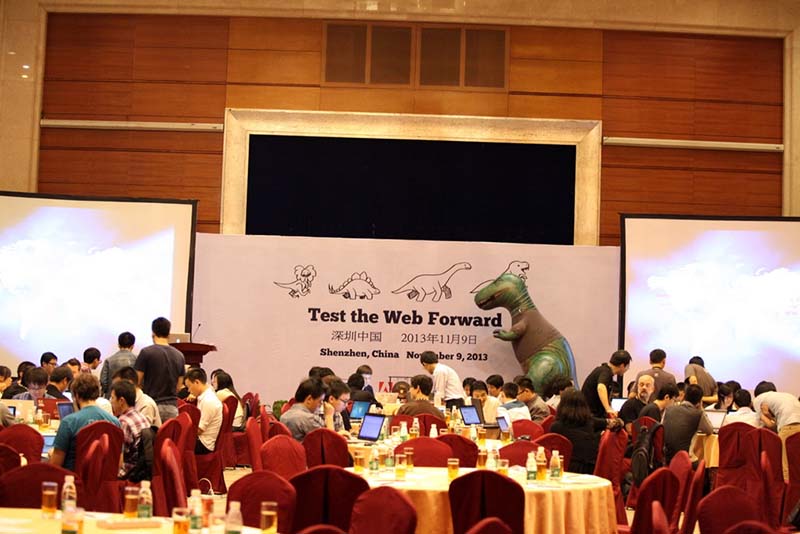 Test the Web Forward
深圳中国 2013年11月9日
Shenzhen, China November 9, 2013